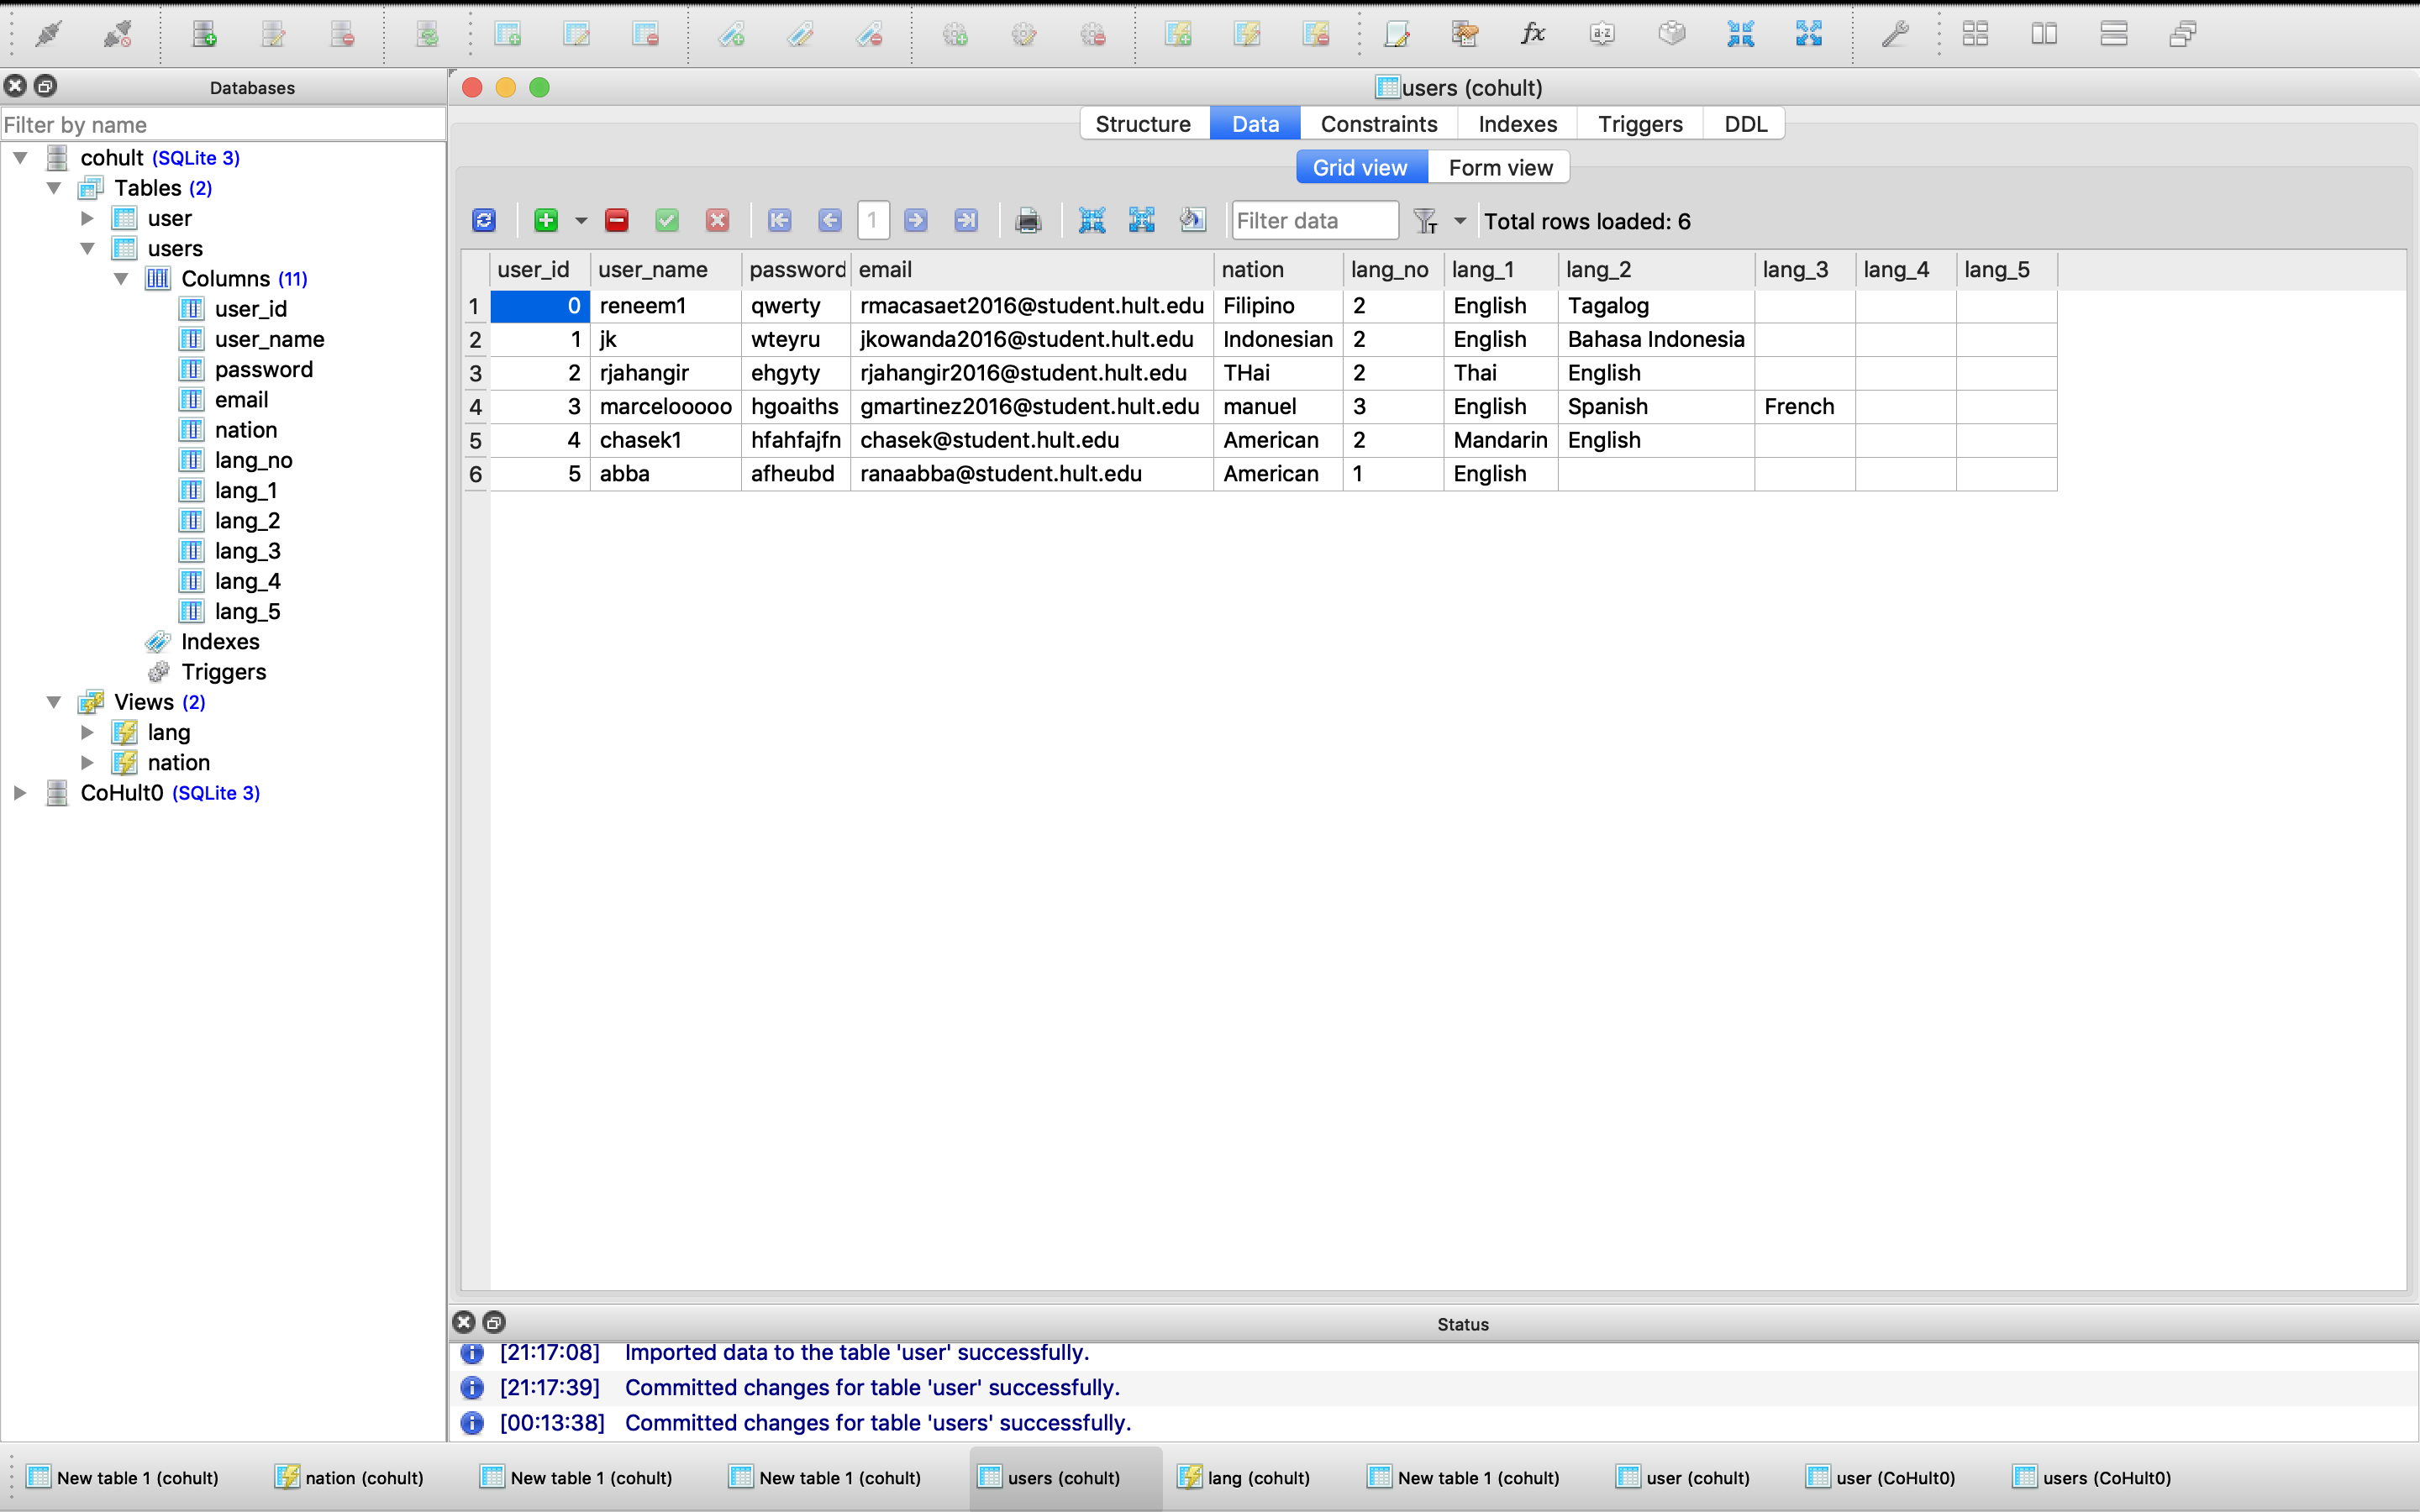 Databases
users (cohult)
Filter by name
Structure Data Constraints Indexes Triggers DDL
Grid view Form view
cohult (SQLite 3)
Tables (2)
user
users
Columns (11)
user_id
user_name
password
email
nation
lang_no
lang_1
lang_2
lang_3
lang_4
lang_5
Indexes
Triggers
Views (2)
lang
nation
CoHult0 (SQLite 3)
fx
a-z
1 Filter data T Total rows loaded: 6
user_id user_name password email nation lang_no lang_1 lang_2 lang_3 lang_4 lang_5
1 0 reneem1 qwerty rmacasaet2016@student.hult.edu Filipino 2 English Tagalog
2 1 jk wteyru jkowanda2016@student.hult.edu Indonesian 2 English Bahasa Indonesia
3 2 rjahangir ehgyty rjahangir2016@student.hult.edu THai 2 Thai English
4 3 marcelooooo hgoaiths gmartinez2016@student.hult.edu manuel 3 English Spanish French
5 4 chasek1 hfahfajfn chasek@student.hult.edu American 2 Mandarin English
6 5 abba afheubd ranaabba@student.hult.edu American 1 English
Status
[21:17:08] Imported data to the table 'user' successfully.
[21:17:39] Committed changes for table 'user' successfully.
[00:13:38] Committed changes for table 'users' successfully.
New table 1 (cohult) nation (cohult) New table 1 (cohult) New table 1 (cohult) users (cohult) lang (cohult) New table 1 (cohult) user (cohult) user (CoHult0) users (CoHult0)